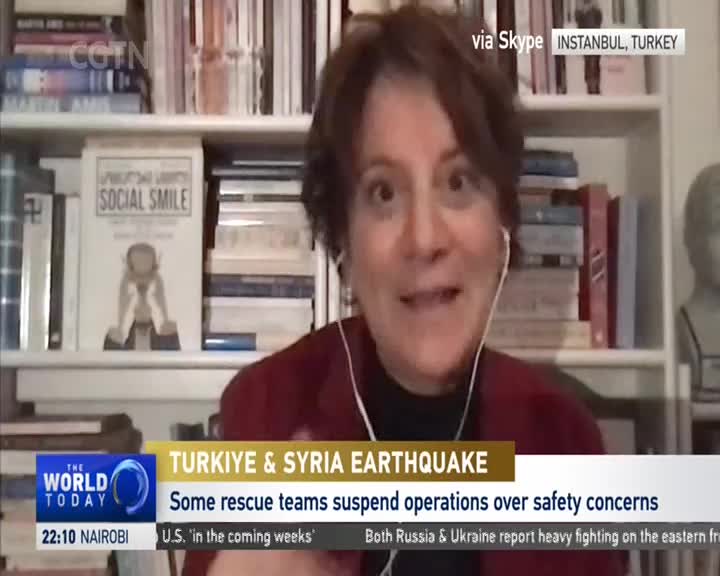 CGTN
via Skype
INSTANBUL, TURKEY
SOCIAL SMILE
TURKIYE & SYRIA EARTHQUAKE
Some rescue teams suspend operations over safety concerns
THE
WORLD
TODAY
22:10 NAIROBI
U.S. 'in the coming weeks' Both Russia & Ukraine report heavy fighting on the eastern fr